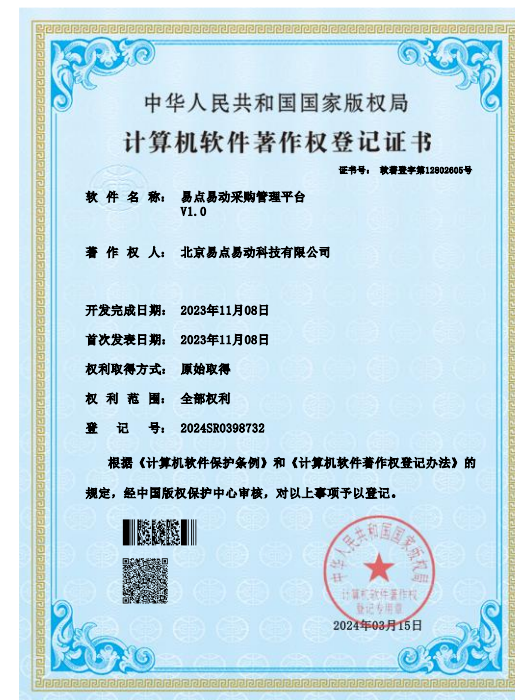 中华人民共和国国家版权局
计算机软件著作权登记证书
证书号： 软著登字第12802605号
软 件 名 称： 易点易动采购管理平台
V1.0
著 作 权 人： 北京易点易动科技有限公司
开发完成日期： 2023年11月08日
首次发表日期： 2023年11月08日
权利取得方式： 原始取得
权 利 范 围： 全部权利
登 记 号： 2024SR0398732
根据《计算机软件保护条例》和《计算机软件著作权登记办法》的
规定，经中国版权保护中心审核，对以上事项予以登记。
中华人民共和国国家版权局
计算机软件著作权
登记专用章
2024年03月15日